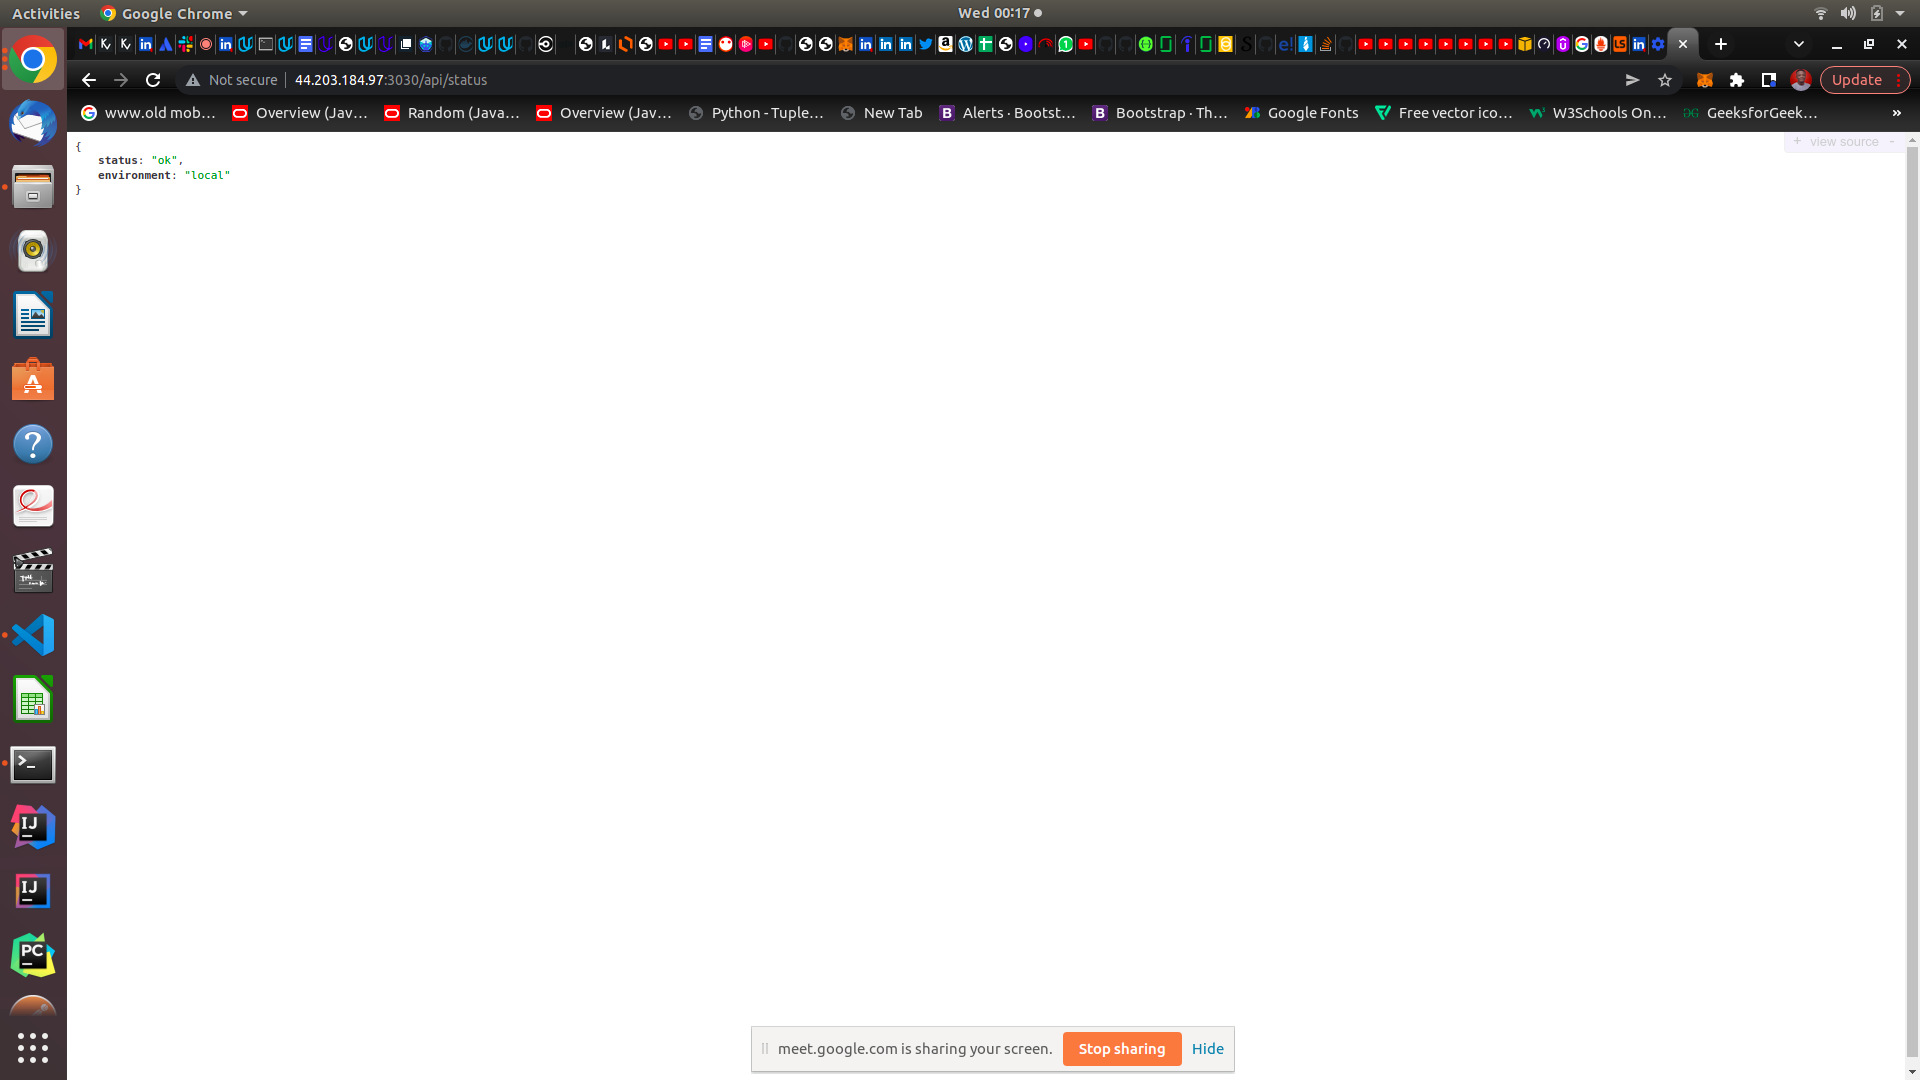 Activities
Google Chrome
Wed 00:17
Not secure
44.203.184.97:3030/api/status
Update
www.old mob...
Overview (Jav...
Random (Java...
Overview (Jav...
Python - Tuple...
New Tab
Alerts · Bootst...
Bootstrap · Th...
Google Fonts
Free vector ico...
W3Schools On...
GeeksforGeek...
»
{
status: "ok",
environment: "local"
}
+ view source -
meet.google.com is sharing your screen.
Stop sharing
Hide